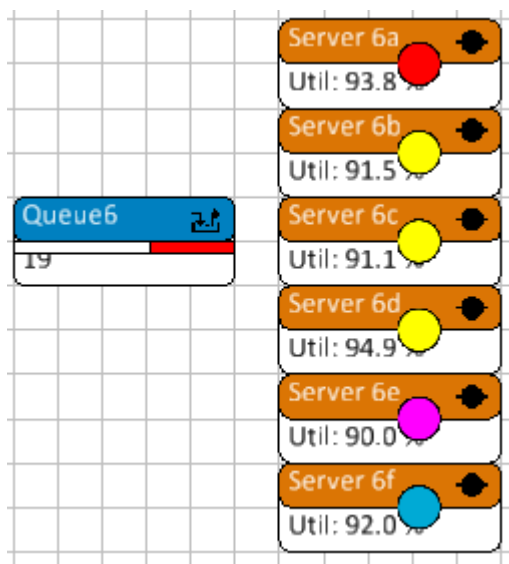 Server 6a
Util: 93.8 %
Server 6b
Util: 91.5 %
Queue6
19
Server 6c
Util: 91.1 %
Server 6d
Util: 94.9 %
Server 6e
Util: 90.0 %
Server 6f
Util: 92.0 %